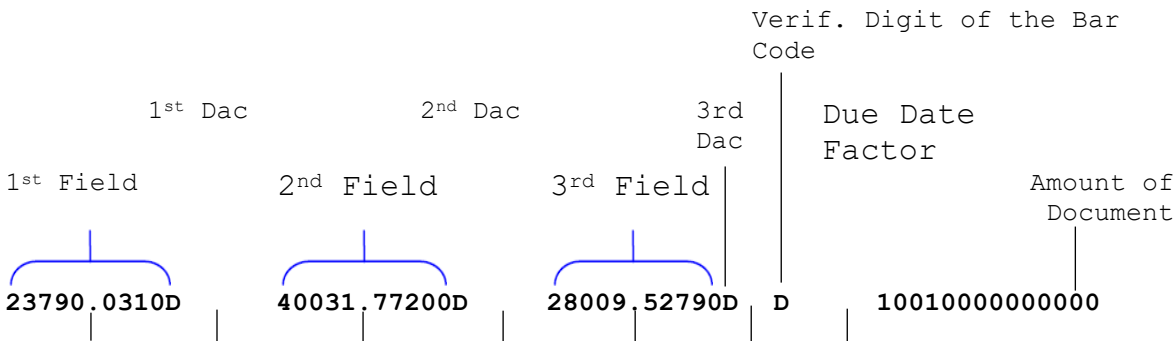 Verif. Digit of the Bar
Code
1st Dac
2nd Dac
3rd
Dac
Due Date
Factor
1st Field
2nd Field
3rd Field
Amount of
Document
23790.0310D 40031.77200D 28009.52790D D 10010000000000